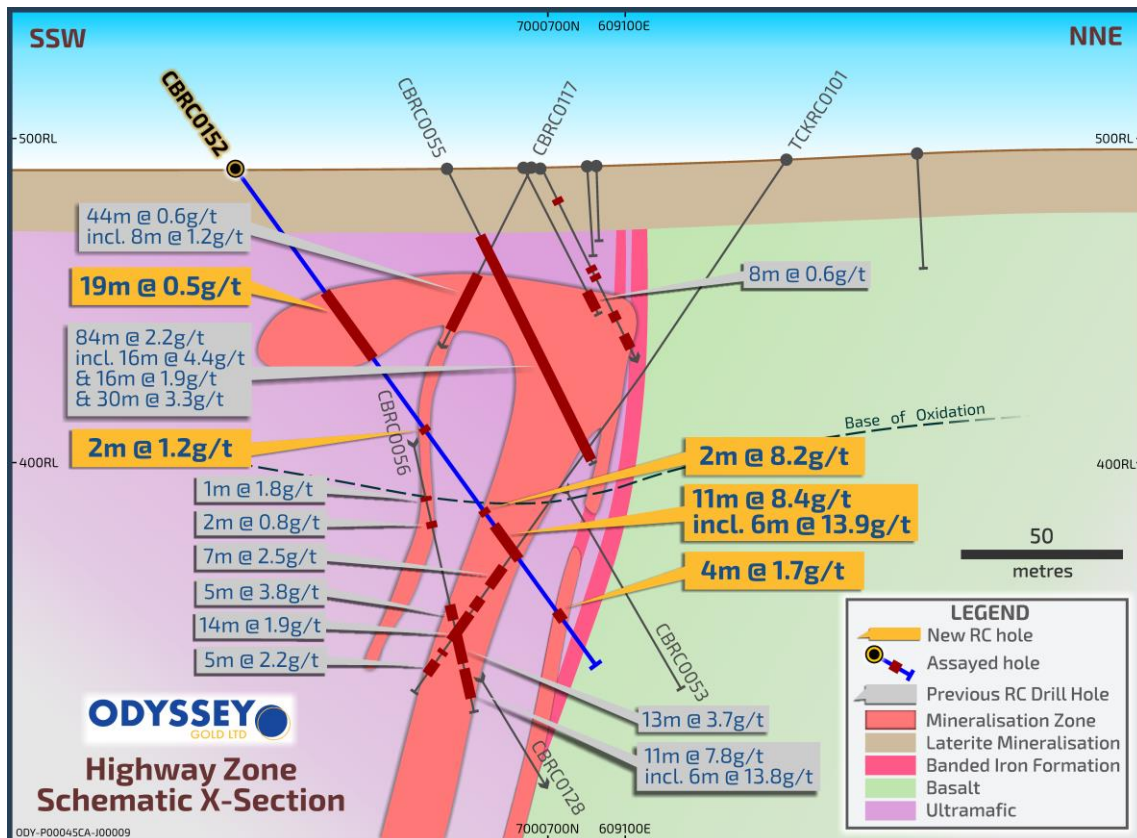 7000700N
609100E
SSW
NNE
CBRC0152
CBRC0055
CBRC0117
TCKRC0101
500RL
500RL
44m @ 0.6g/t
incl. 8m @ 1.2g/t
19m @ 0.5g/t
8m @ 0.6g/t
84m @ 2.2g/t
incl. 16m @ 4.4g/t
& 16m @ 1.9g/t
& 30m @ 3.3g/t
Base of Oxidation
2m @ 1.2g/t
CBRC0056
400RL
400RL
2m @ 8.2g/t
1m @ 1.8g/t
2m @ 0.8g/t
11m @ 8.4g/t
incl. 6m @ 13.9g/t
7m @ 2.5g/t
5m @ 3.8g/t
14m @ 1.9g/t
5m @ 2.2g/t
4m @ 1.7g/t
50
metres
CBRC0053
13m @ 3.7g/t
11m @ 7.8g/t
incl. 6m @ 13.8g/t
CBRC0128
LEGEND
New RC hole
Assayed hole
Previous RC Drill Hole
Mineralisation Zone
Laterite Mineralisation
Banded Iron Formation
Basalt
Ultramafic
ODYSSEY
GOLD LTD
Highway Zone
Schematic X-Section
ODY-P00045CA-J00009
7000700N
609100E